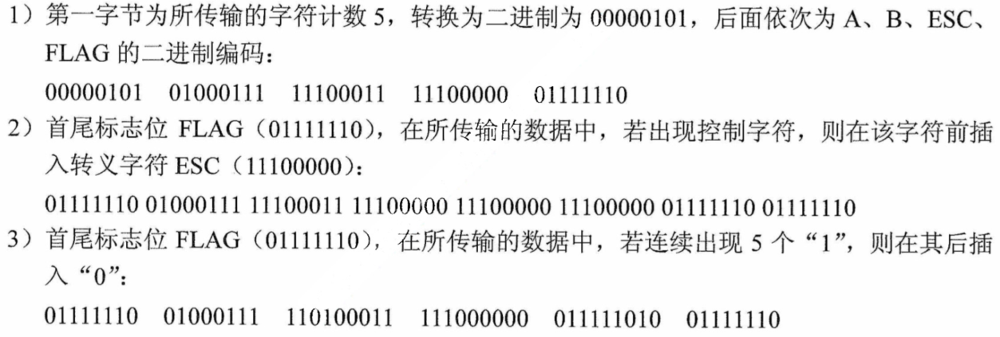 1）第一字节为所传输的字符计数 5，转换为二进制为 00000101，后面依次为 A、B、ESC、
FLAG 的二进制编码：
00000101 01000111 11100011 11100000 01111110
2）首尾标志位 FLAG（01111110），在所传输的数据中，若出现控制字符，则在该字符前插
入转义字符 ESC（11100000）：
01111110 01000111 11100011 11100000 11100000 11100000 01111110 01111110
3）首尾标志位 FLAG（01111110），在所传输的数据中，若连续出现 5 个“1”，则在其后插
入“0”：
01111110 01000111 110100011 111000000 011111010 01111110